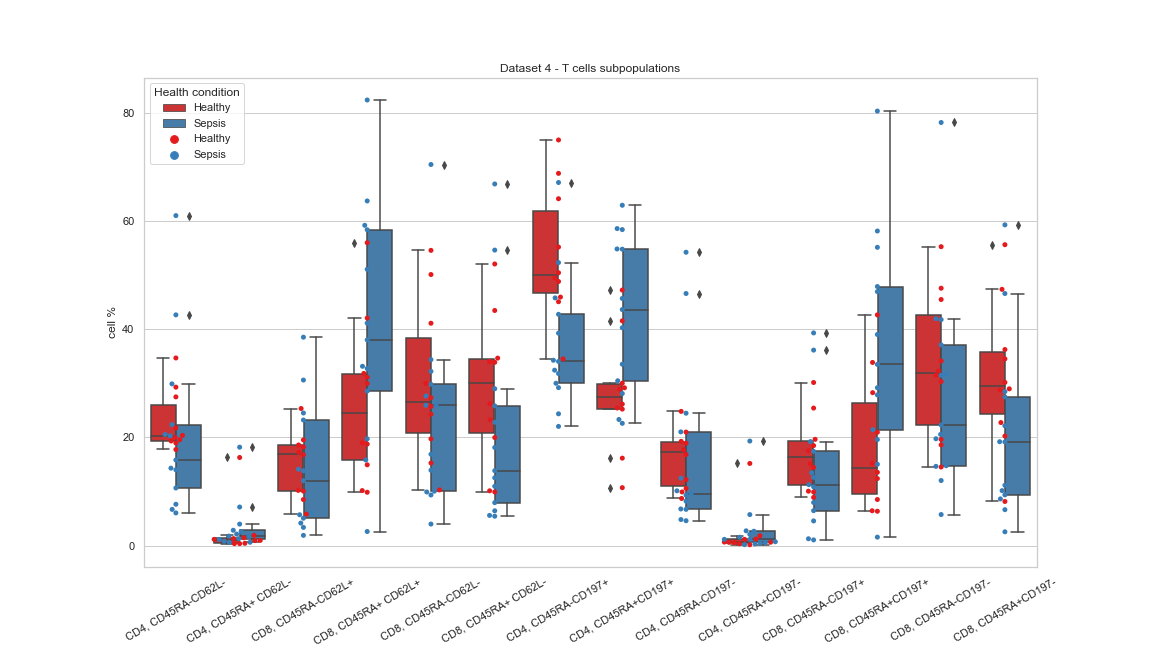 Dataset 4 - T cells subpopulations
Health condition
Healthy
Sepsis
Healthy
Sepsis
cell %
80
60
40
20
0
CD4, CD45RA-CD62L-
CD4, CD45RA+ CD62L-
CD8, CD45RA-CD62L+
CD8, CD45RA+ CD62L+
CD8, CD45RA-CD62L-
CD8, CD45RA+ CD62L-
CD4, CD45RA-CD197+
CD4, CD45RA+CD197+
CD4, CD45RA-CD197-
CD4, CD45RA+CD197-
CD8, CD45RA-CD197+
CD8, CD45RA+CD197+
CD8, CD45RA-CD197-
CD8, CD45RA+CD197-